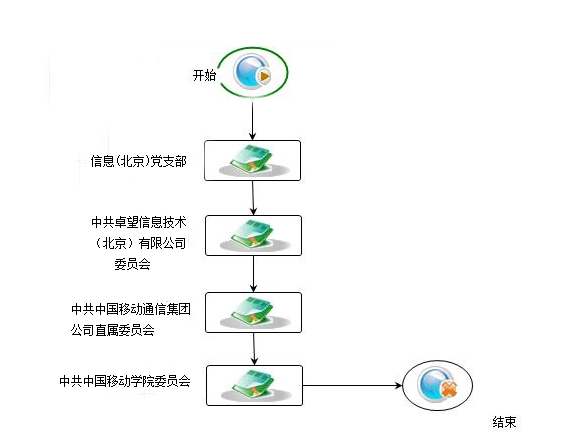 开始
信息(北京)党支部
中共卓望信息技术
（北京）有限公司
委员会
中共中国移动通信集团
公司直属委员会
中共中国移动学院委员会
结束